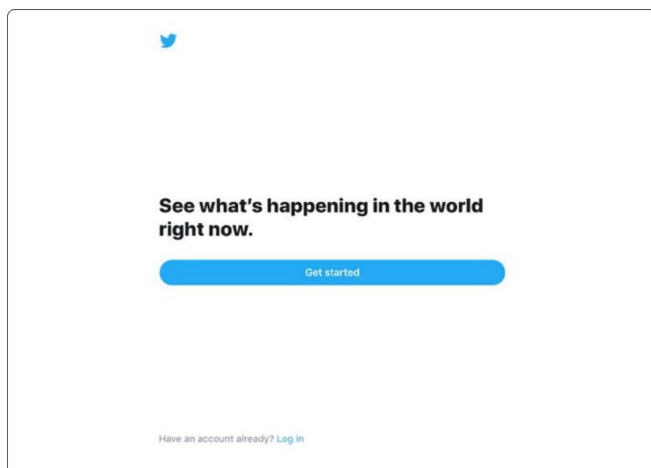 See what's happening in the world
right now.
Get started
Have an account already? Log in